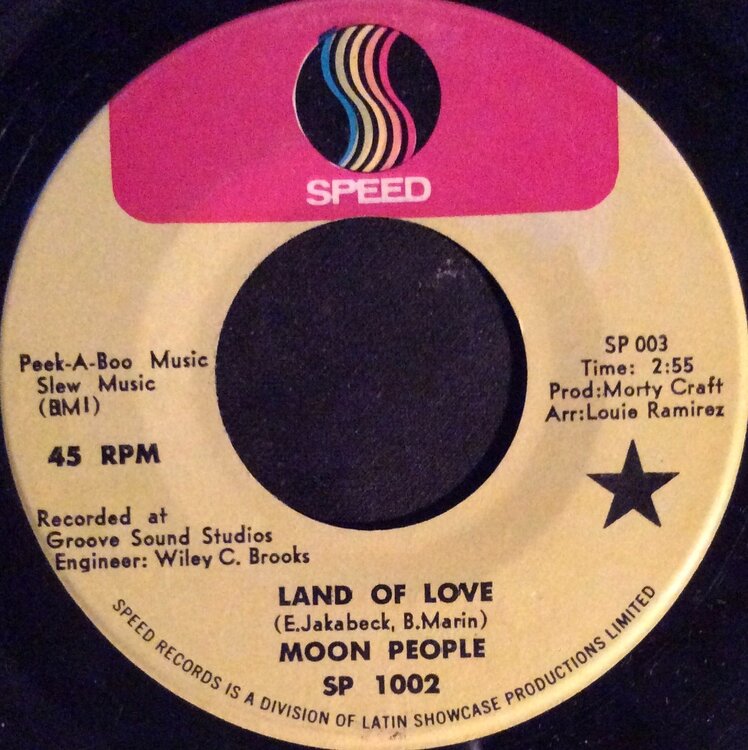 SPEED
Peek-A-Boo Music
Slew Music
(BMI)
45 RPM
SP 003
Time: 2:55
Prod:Morty Craft
Arr:Louie Ramirez
Recorded at
Groove Sound Studios
Engineer: Wiley C. Brooks
LAND OF LOVE
(E.Jakabeck, B.Marin)
MOON PEOPLE
SP 1002
SPEED RECORDS IS A DIVISION OF LATIN SHOWCASE PRODUCTIONS LIMITED